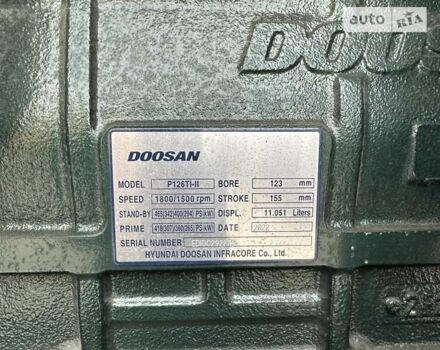 auto RIA
DOOS
DOOSAN
MODEL P126TI-II BORE 123 mm
SPEED 1800/1500 rpm STROKE 155 mm
STAND-BY 465(342)400(294) PS(kW) DISPL. 11.051 Liters
PRIME 418(307)360(265) PS(kW) DATE 2022
SERIAL NUMBER
HYUNDAI DOOSAN INFRACORE Co., Ltd.